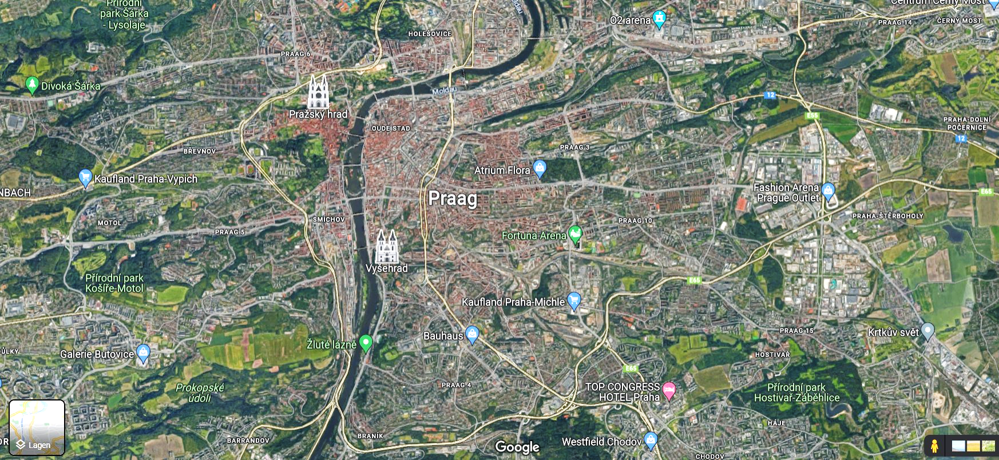 Přírodní
park Šárka
- Lysolaje
Moldau
Centrum Černý Most
O2 arena
PRAAG 14
ČERNÝ MOST
HOLEŠOVICE
PRAAG 6
Divoká Šárka
Moldau
12
Pražský hrad
E55
PRAHA-DOLNÍ
POČERNICE
OUDE STAD
12
BŘEVNOV
PRAAG 3
Atrium Flora
Kaufland Praha-Vypich
NBACH
Praag
Fashion Arena
Prague Outlet
E65
SMÍCHOV
PRAHA-ŠTĚRBOHOLY
MOTOL
PRAAG 10
PRAAG 5
Fortuna Arena
Vyšehrad
Přírodní park
Košíře-Motol
E65
Kaufland Praha-Michle
PRAAG 15
Krtkův svět
Bauhaus
Žluté lázně
ŮLKY
Galerie Butovice
HOSTIVAŘ
E65
Prokopské
údolí
PRAAG 4
TOP CONGRESS
HOTEL Praha
Přírodní park
Hostivař-Záběhlice
HÁJE
BRANÍK
BARRANDOV
OR
Lagen
Google
Westfield Chodov
CHODOV